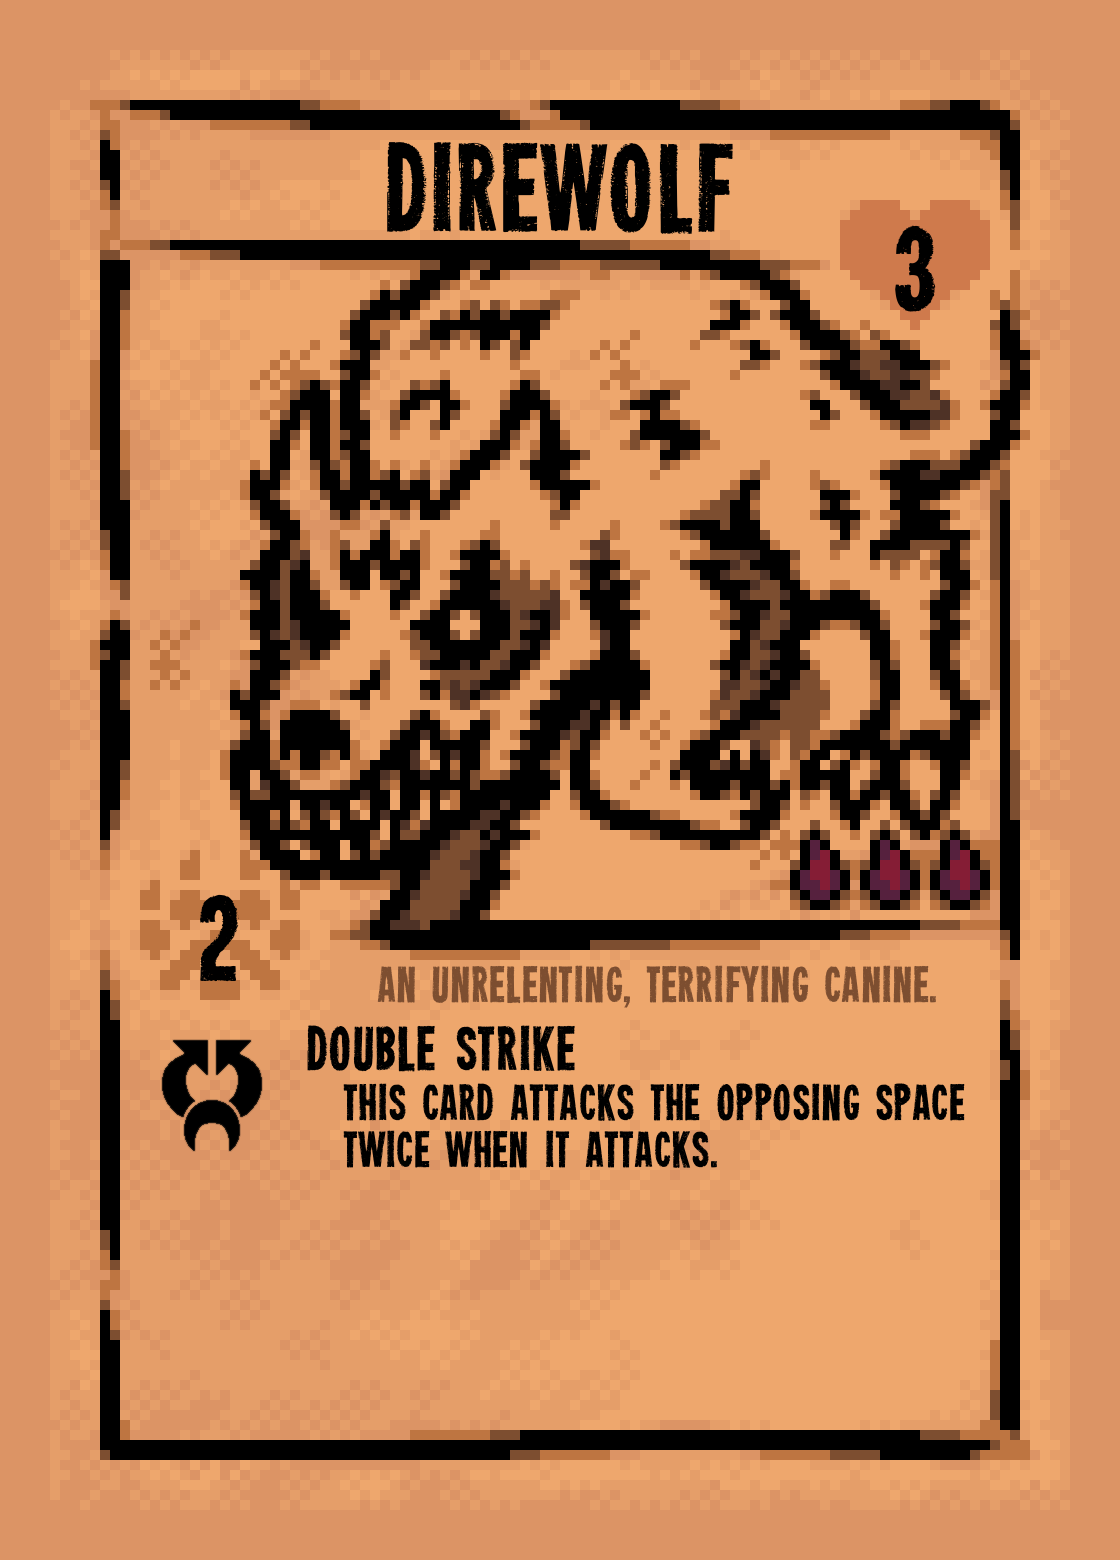 DIREWOLF
3
2
AN UNRELENTING, TERRIFYING CANINE.
DOUBLE STRIKE
THIS CARD ATTACKS THE OPPOSING SPACE
TWICE WHEN IT ATTACKS.